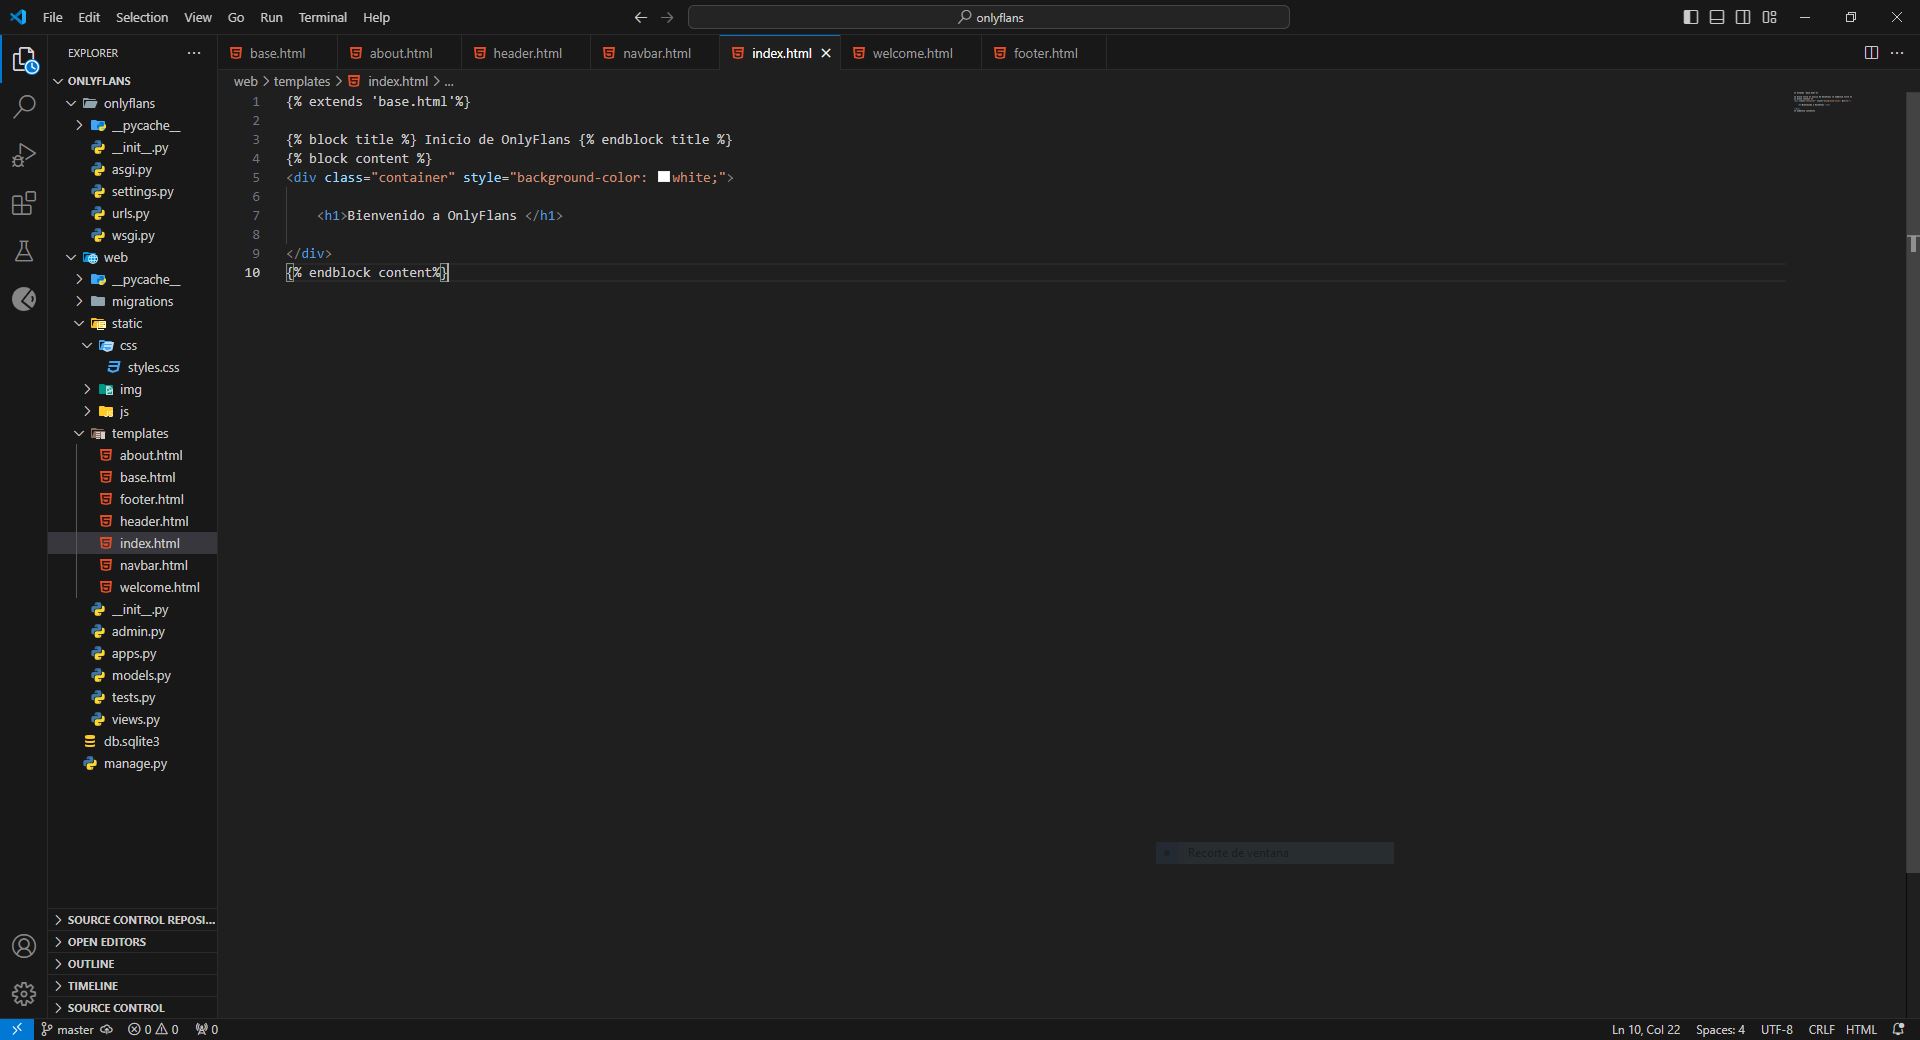 File Edit Selection View Go Run Terminal Help
onlyflans
EXPLORER
base.html about.html header.html navbar.html index.html welcome.html footer.html
web > templates > index.html > ...
ONLYFLANS
onlyflans
__pycache__
__init__.py
asgi.py
settings.py
urls.py
wsgi.py
web
__pycache__
migrations
static
css
styles.css
img
js
templates
about.html
base.html
footer.html
header.html
index.html
navbar.html
welcome.html
__init__.py
admin.py
apps.py
models.py
tests.py
views.py
db.sqlite3
manage.py
SOURCE CONTROL REPOSI...
OPEN EDITORS
OUTLINE
TIMELINE
SOURCE CONTROL
1 {% extends 'base.html'%}
2
3 {% block title %} Inicio de OnlyFlans {% endblock title %}
4 {% block content %}
5 <div class="container" style="background-color: white;">
6
7 <h1>Bienvenido a OnlyFlans </h1>
8
9 </div>
10 {% endblock content%}
Recorte de ventana
master 0 0 0
Ln 10, Col 22 Spaces: 4 UTF-8 CRLF HTML